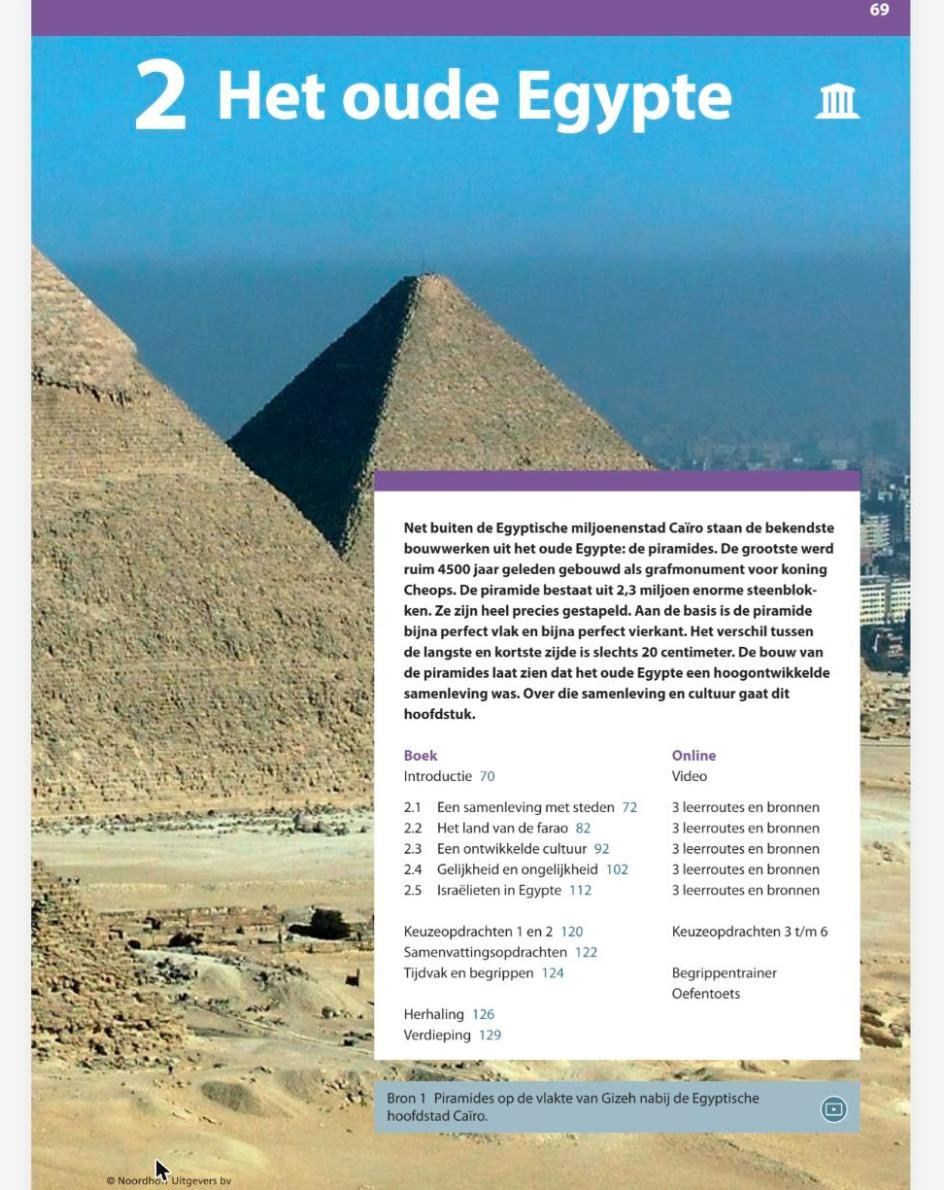 69
2 Het oude Egypte
Net buiten de Egyptische miljoenenstad Caïro staan de bekendste
bouwwerken uit het oude Egypte: de piramides. De grootste werd
ruim 4500 jaar geleden gebouwd als grafmonument voor koning
Cheops. De piramide bestaat uit 2,3 miljoen enorme steenblok-
ken. Ze zijn heel precies gestapeld. Aan de basis is de piramide
bijna perfect vlak en bijna perfect vierkant. Het verschil tussen
de langste en kortste zijde is slechts 20 centimeter. De bouw van
de piramides laat zien dat het oude Egypte een hoogontwikkelde
samenleving was. Over die samenleving en cultuur gaat dit
hoofdstuk.
Boek Online
Introductie 70 Video
2.1 Een samenleving met steden 72 3 leerroutes en bronnen
2.2 Het land van de farao 82 3 leerroutes en bronnen
2.3 Een ontwikkelde cultuur 92 3 leerroutes en bronnen
2.4 Gelijkheid en ongelijkheid 102 3 leerroutes en bronnen
2.5 Israëlieten in Egypte 112 3 leerroutes en bronnen
Keuzeopdrachten 1 en 2 120 Keuzeopdrachten 3 t/m 6
Samenvattingsopdrachten 122
Tijdvak en begrippen 124 Begrippentrainer
Oefentoets
Herhaling 126
Verdieping 129
Bron 1 Piramides op de vlakte van Gizeh nabij de Egyptische
hoofdstad Caïro.
© Noordhoff Uitgevers bv